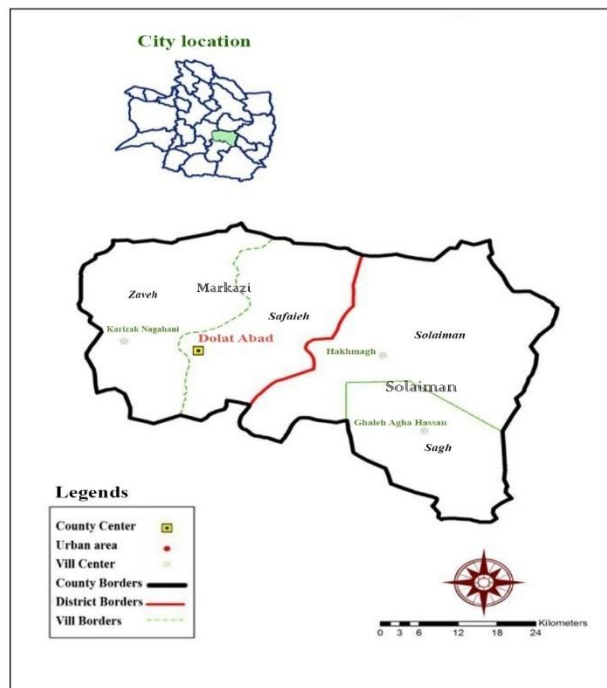 City location
Zaveh
Markazi
Safaieh
Solaiman
Karizak Nagahani
Dolat Abad
Hakhmagh
Solaiman
Ghaleh Agha Hassan
Sagh
Legends
County Center
Urban area
Vill Center
County Borders
District Borders
Vill Borders
Kilometers
0 3 6 12 18 24